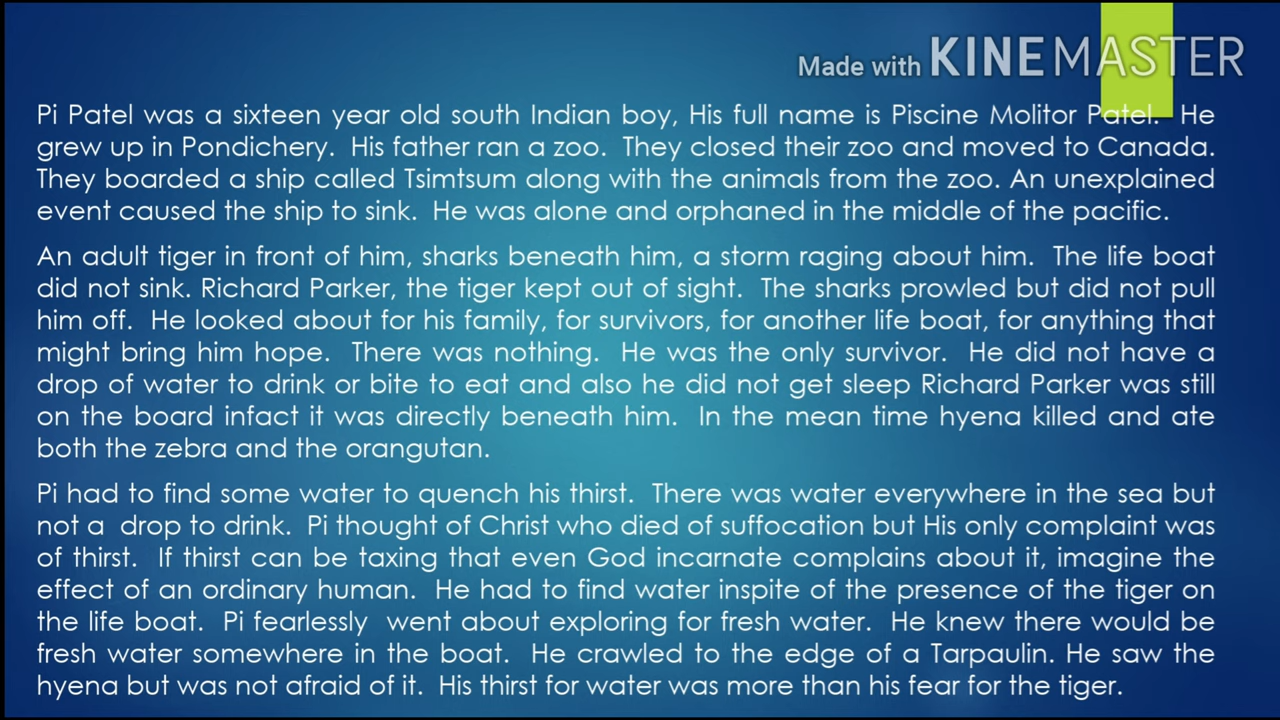 Made with KINEMASTER
Pi Patel was a sixteen year old south Indian boy, His full name is Piscine Molitor Patel. He
grew up in Pondichery. His father ran a zoo. They closed their zoo and moved to Canada.
They boarded a ship called Tsimtsum along with the animals from the zoo. An unexplained
event caused the ship to sink. He was alone and orphaned in the middle of the pacific.
An adult tiger in front of him, sharks beneath him, a storm raging about him. The life boat
did not sink. Richard Parker, the tiger kept out of sight. The sharks prowled but did not pull
him off. He looked about for his family, for survivors, for another life boat, for anything that
might bring him hope. There was nothing. He was the only survivor. He did not have a
drop of water to drink or bite to eat and also he did not get sleep Richard Parker was still
on the board infact it was directly beneath him. In the mean time hyena killed and ate
both the zebra and the orangutan.
Pi had to find some water to quench his thirst. There was water everywhere in the sea but
not a drop to drink. Pi thought of Christ who died of suffocation but His only complaint was
of thirst. If thirst can be taxing that even God incarnate complains about it, imagine the
effect of an ordinary human. He had to find water inspite of the presence of the tiger on
the life boat. Pi fearlessly went about exploring for fresh water. He knew there would be
fresh water somewhere in the boat. He crawled to the edge of a Tarpaulin. He saw the
hyena but was not afraid of it. His thirst for water was more than his fear for the tiger.